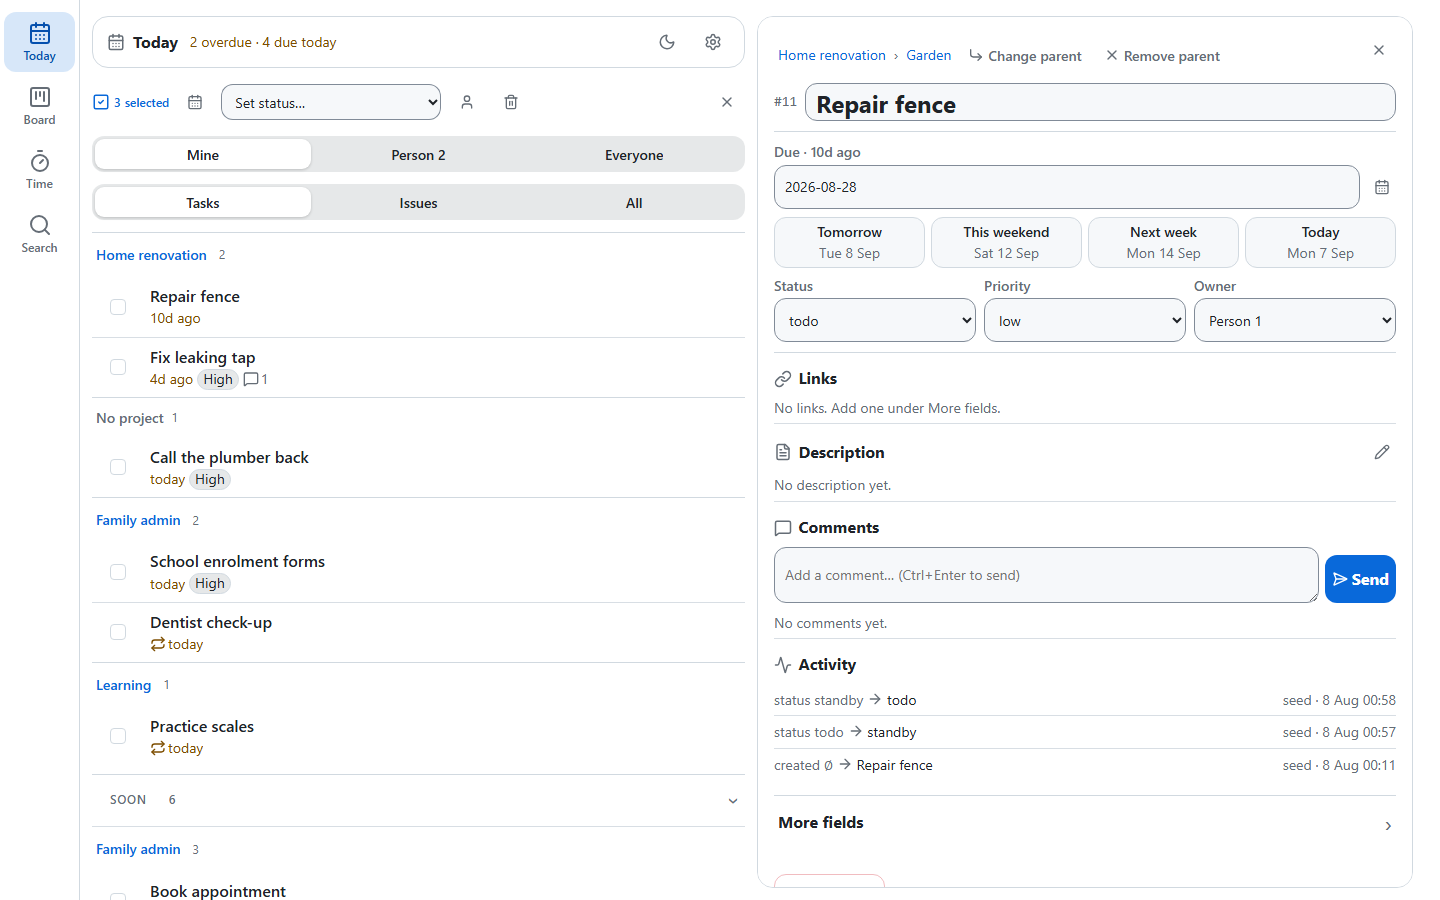 Today
Board
Time
Search
Today 2 overdue · 4 due today
3 selected
Set status...
Mine Person 2 Everyone
Tasks Issues All
Home renovation 2
Repair fence
10d ago
Fix leaking tap
4d ago High 1
No project 1
Call the plumber back
today High
Family admin 2
School enrolment forms
today High
Dentist check-up
today
Learning 1
Practice scales
today
SOON 6
Family admin 3
Book appointment
Home renovation › Garden Change parent Remove parent
#11 Repair fence
Due · 10d ago
2026-08-28
Tomorrow This weekend Next week Today
Tue 8 Sep Sat 12 Sep Mon 14 Sep Mon 7 Sep
Status Priority Owner
todo low Person 1
Links
No links. Add one under More fields.
Description
No description yet.
Comments
Add a comment... (Ctrl+Enter to send)
Send
No comments yet.
Activity
status standby → todo seed · 8 Aug 00:58
status todo → standby seed · 8 Aug 00:57
created ∅ → Repair fence seed · 8 Aug 00:11
More fields ›